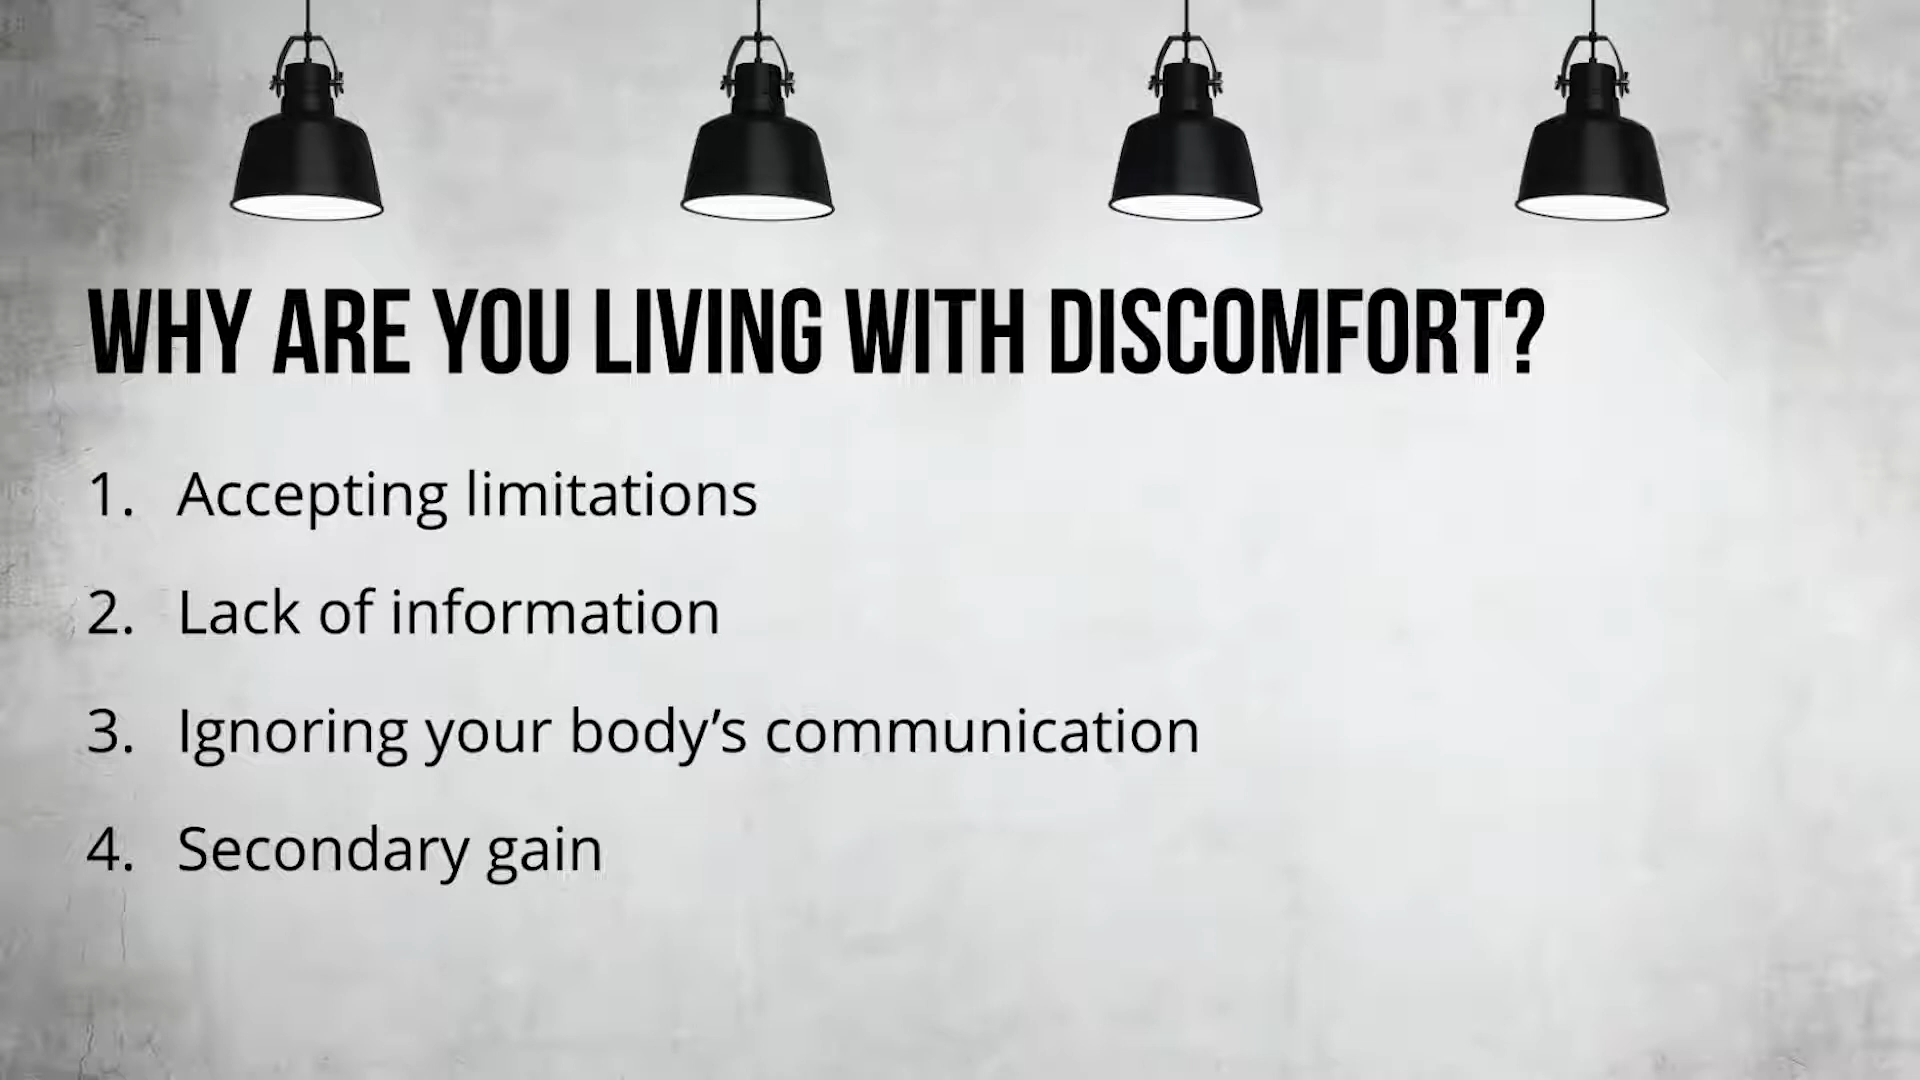 WHY ARE YOU LIVING WITH DISCOMFORT?
1. Accepting limitations
2. Lack of information
3. Ignoring your body’s communication
4. Secondary gain